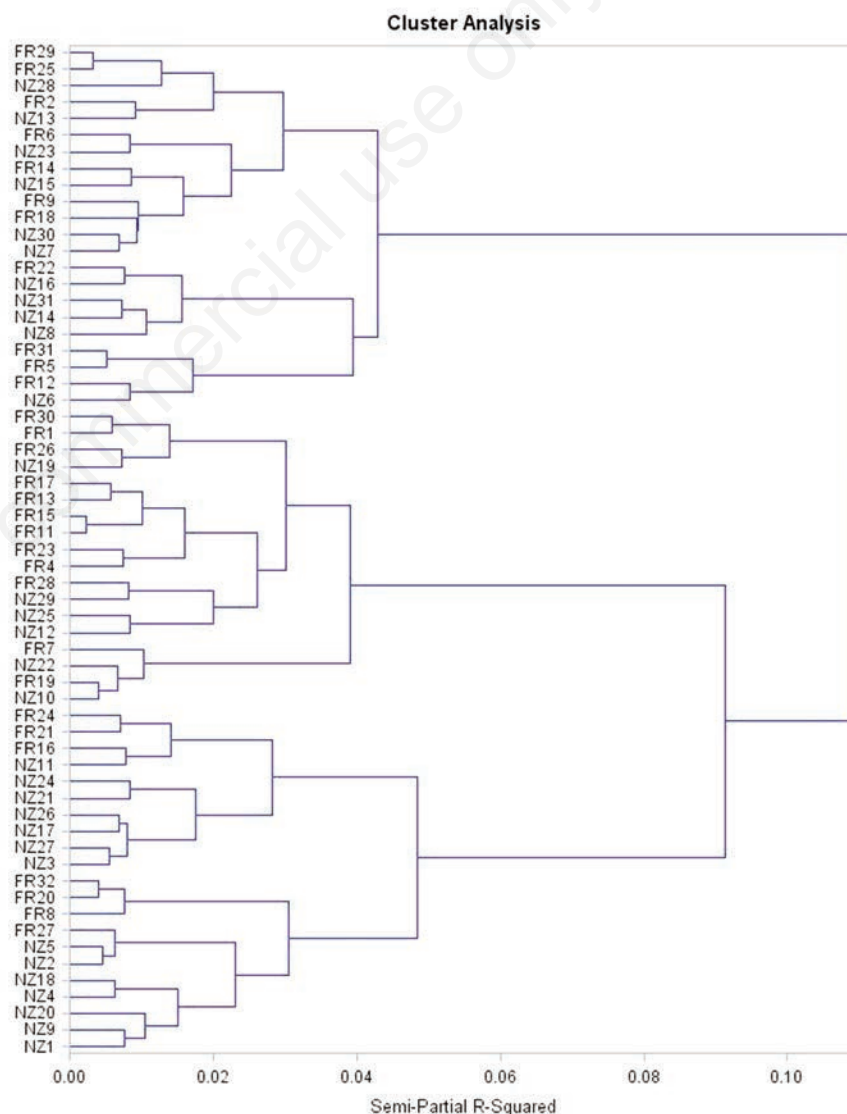 Cluster Analysis
FR29
FR25
NZ28
FR2
NZ13
FR6
NZ23
FR14
NZ15
FR9
FR18
NZ30
NZ7
FR22
NZ16
NZ31
NZ14
NZ8
FR31
FR5
FR12
NZ6
FR30
FR1
FR26
NZ19
FR17
FR13
FR15
FR11
FR23
FR4
FR28
NZ29
NZ25
NZ12
FR7
NZ22
FR19
NZ10
FR24
FR21
FR16
NZ11
NZ24
NZ21
NZ26
NZ17
NZ27
NZ3
FR32
FR20
FR8
FR27
NZ5
NZ2
NZ18
NZ4
NZ20
NZ9
NZ1
0.00 0.02 0.04 0.06 0.08 0.10
Semi-Partial R-Squared
commercial use only